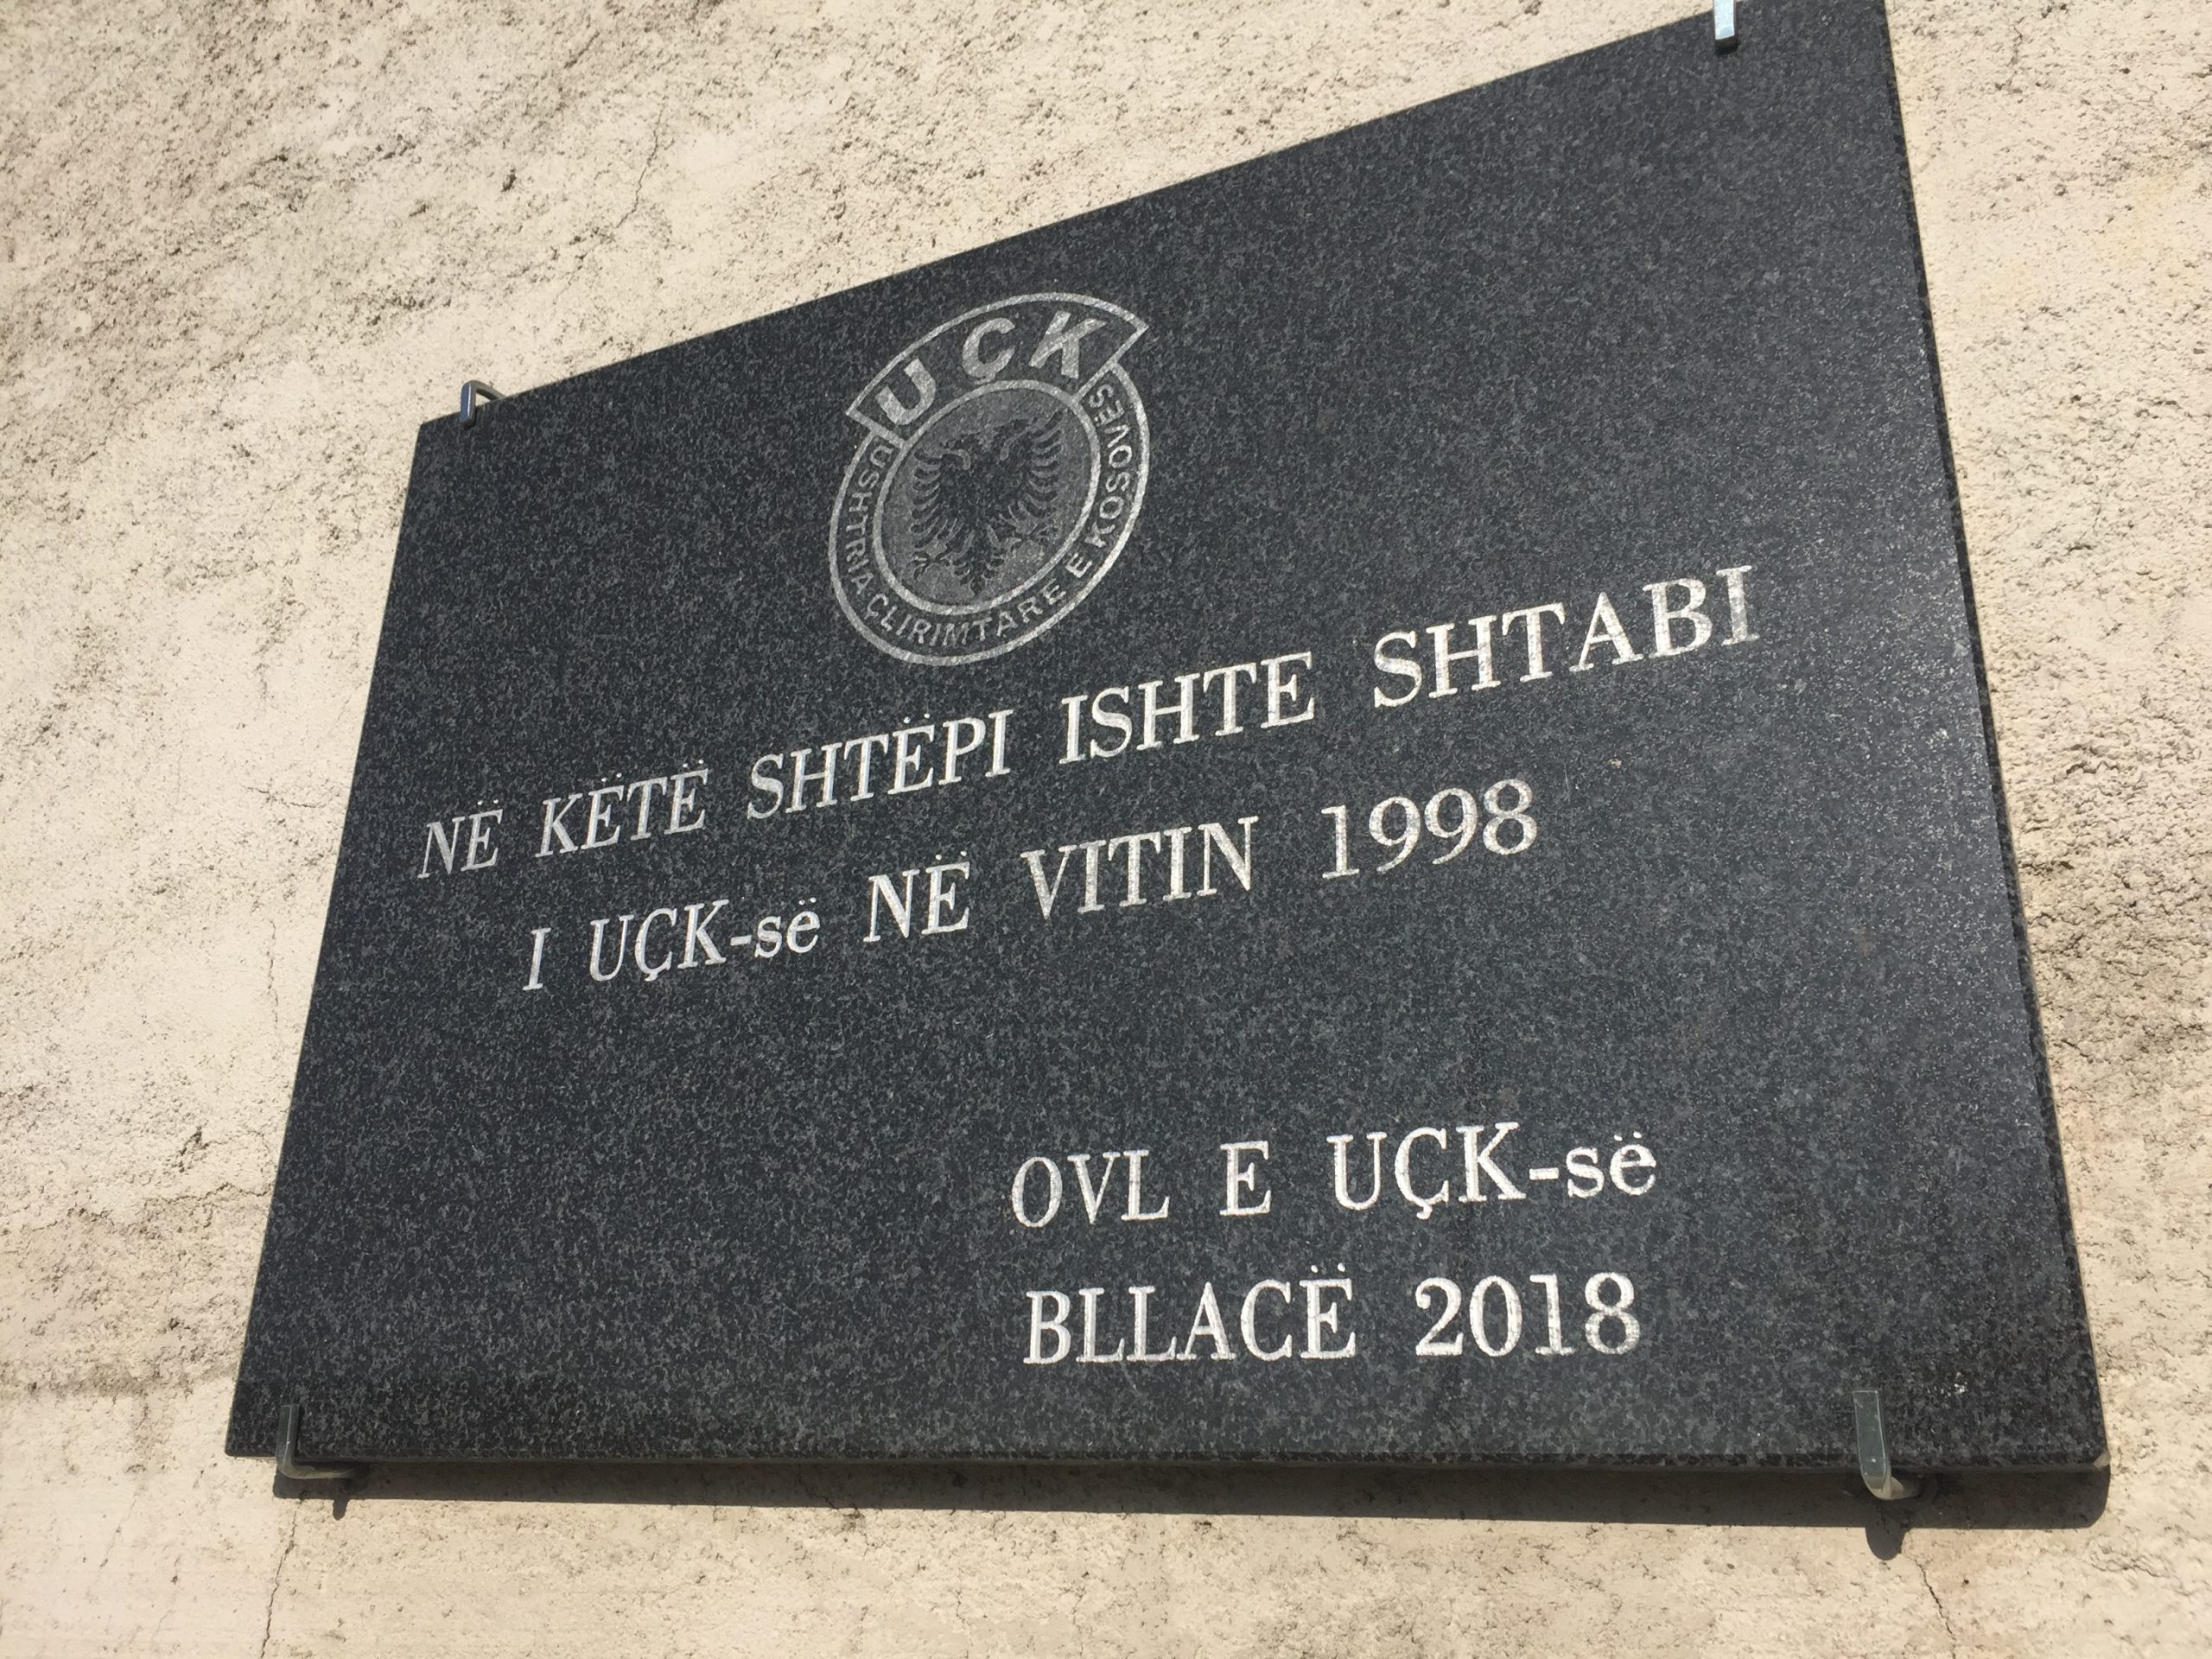 UÇK
USHTRIA ÇLIRIMTARE E KOSOVËS
NË KËTË SHTËPI ISHTE SHTABI
I UÇK-së NË VITIN 1998
OVL E UÇK-së
BLLACË 2018